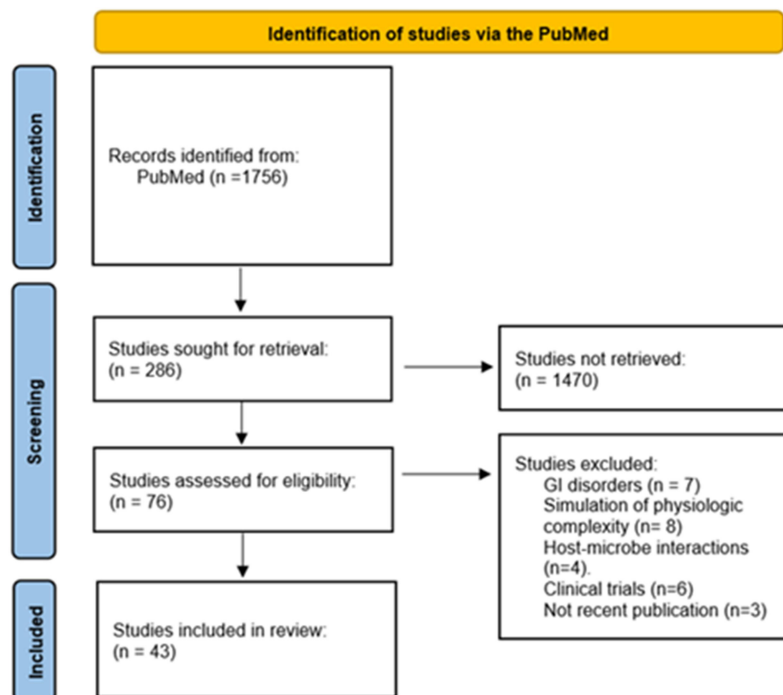 Identification of studies via the PubMed
Identification
Records identified from:
PubMed (n =1756)
Screening
Studies sought for retrieval:
(n = 286)
Studies not retrieved:
(n = 1470)
Studies assessed for eligibility:
(n = 76)
Studies excluded:
GI disorders (n = 7)
Simulation of physiologic
complexity (n= 8)
Host-microbe interactions
(n=4).
Clinical trials (n=6)
Not recent publication (n=3)
Included
Studies included in review:
(n = 43)